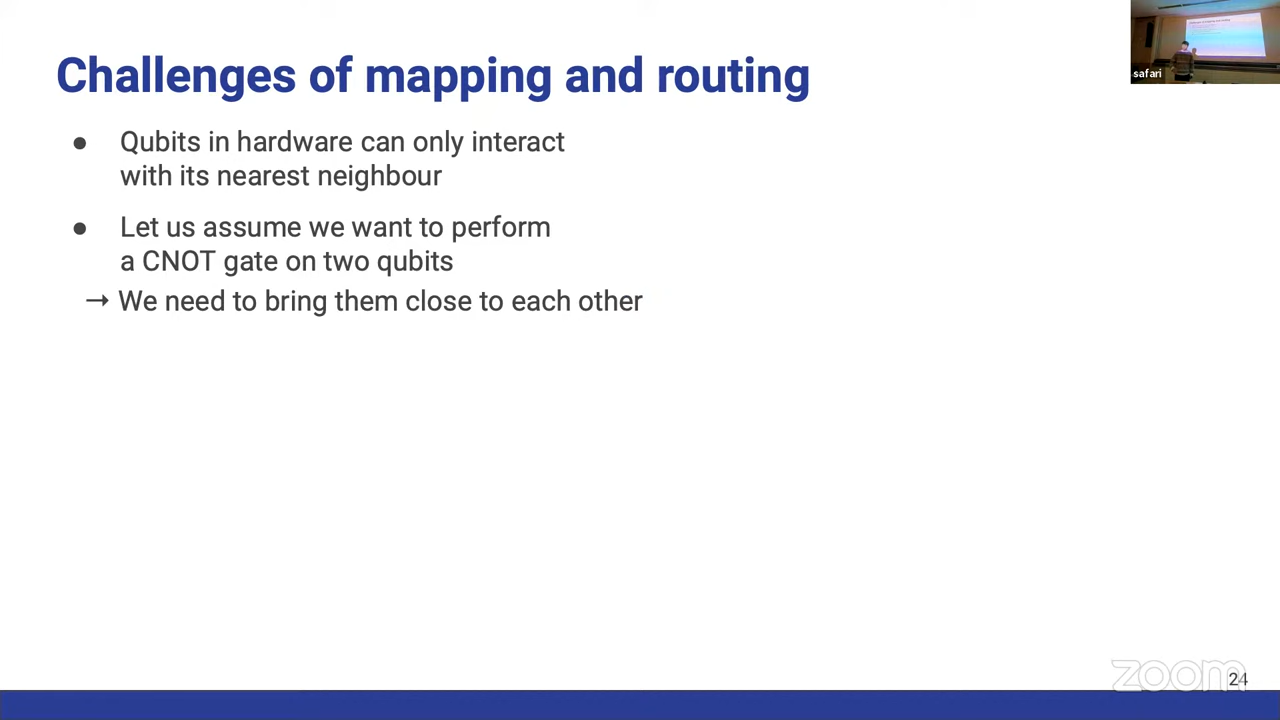 Challenges of mapping and routing
● Qubits in hardware can only interact
with its nearest neighbour
● Let us assume we want to perform
a CNOT gate on two qubits
→ We need to bring them close to each other
safari
zoom
24